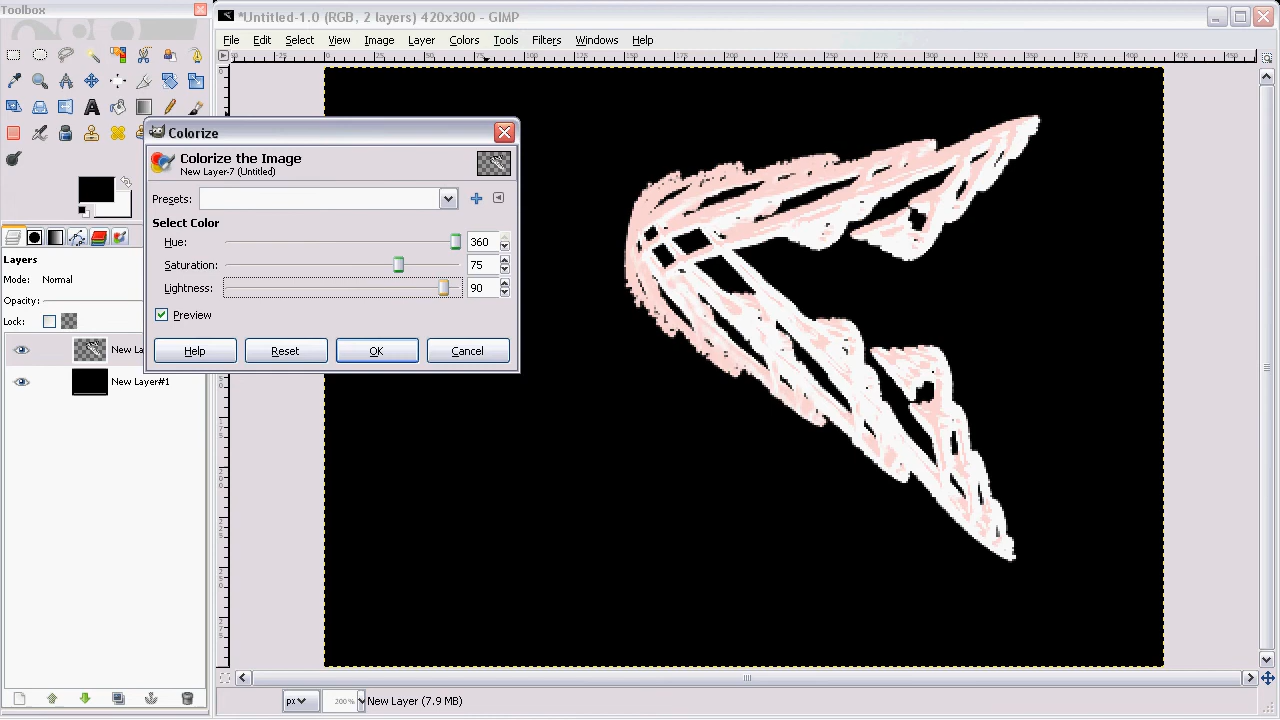 Toolbox
*Untitled-1.0 (RGB, 2 layers) 420x300 - GIMP
File Edit Select View Image Layer Colors Tools Filters Windows Help
Colorize
Colorize the Image
New Layer-7 (Untitled)
Presets:
Select Color
Hue: 360
Saturation: 75
Lightness: 90
Preview
Help Reset OK Cancel
Layers
Mode: Normal
Opacity:
Lock:
New La
New Layer#1
px 200% New Layer (7.9 MB)